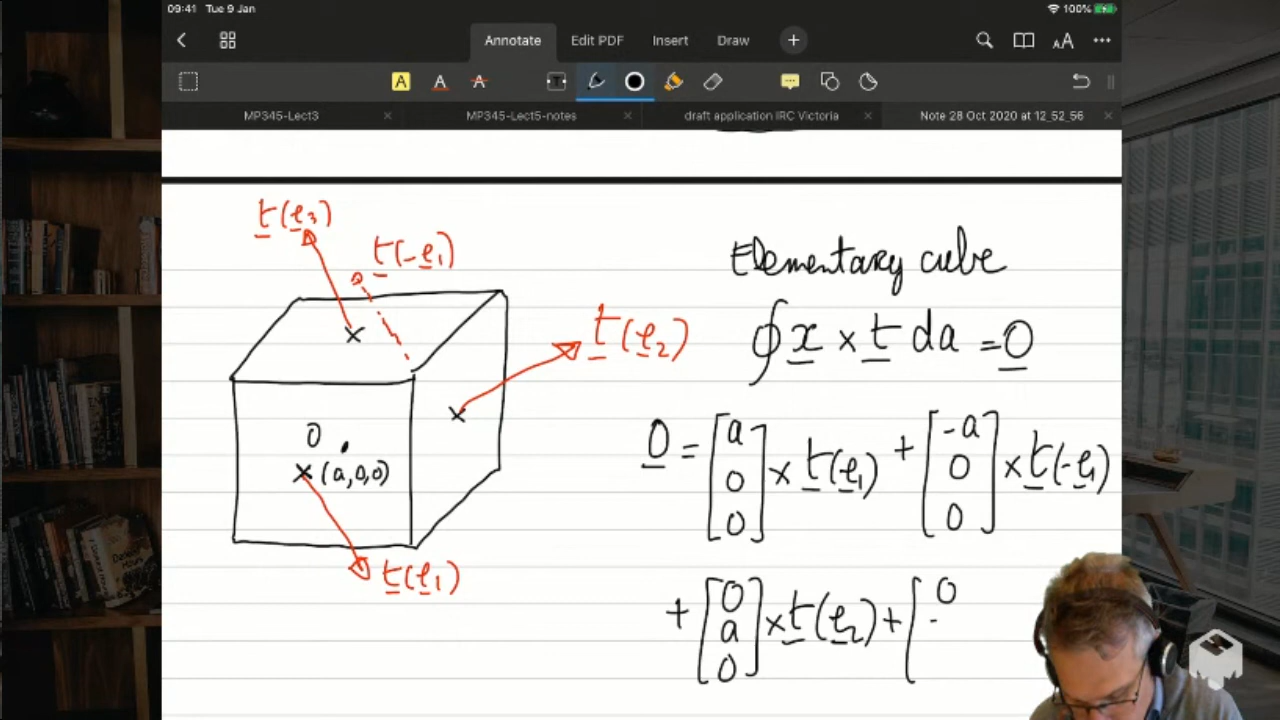 09:41 Tue 9 Jan
100%
Annotate Edit PDF Insert Draw
MP345-Lect3 MP345-Lect5-notes draft application IRC Victoria Note 28 Oct 2020 at 12_52_56
t(e₃)
t(-e₁)
t(e₂)
0
(a,0,0)
t(e₁)
Elementary cube
∮ x × t da = 0
0 = [a 0 0] × t(e₁) + [-a 0 0] × t(-e₁)
+ [0 a 0] × t(e₂) + [0 -